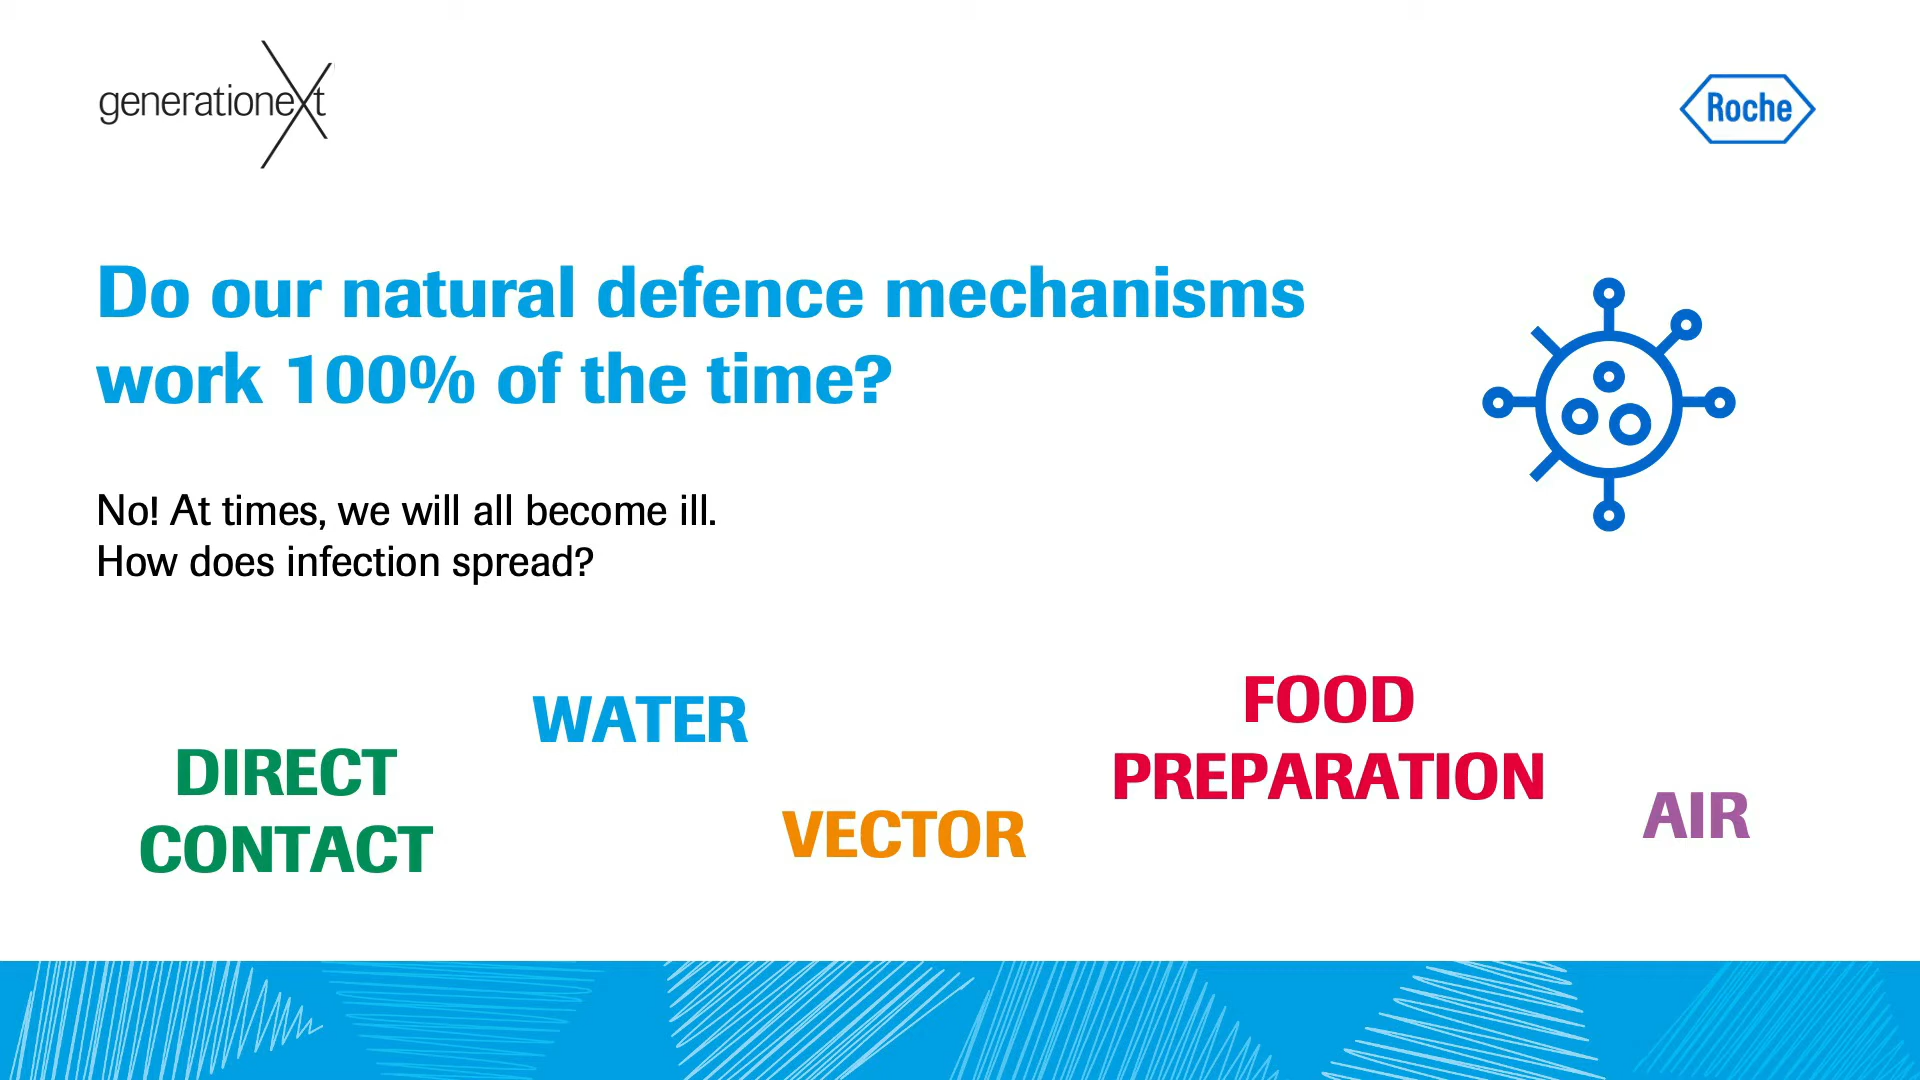 generationeXt
Roche
Do our natural defence mechanisms
work 100% of the time?
No! At times, we will all become ill.
How does infection spread?
DIRECT
CONTACT
WATER
VECTOR
FOOD
PREPARATION
AIR